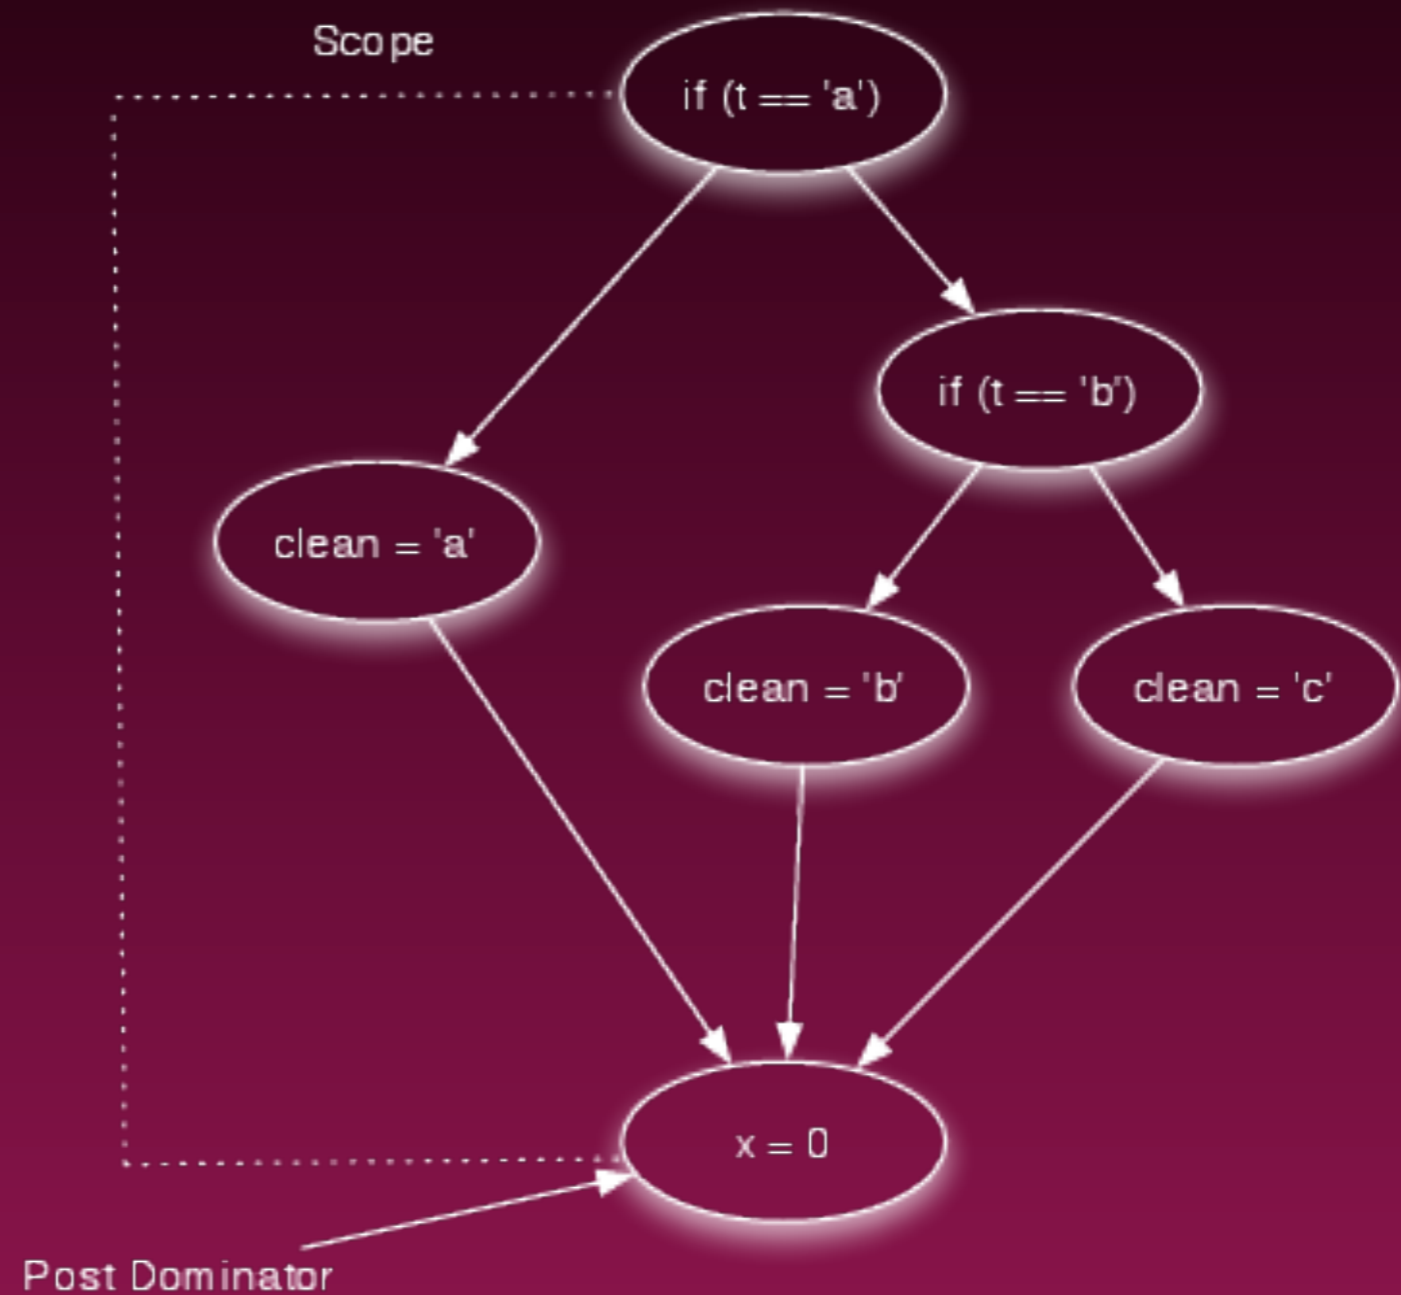 Scope
if (t == 'a')
if (t == 'b')
clean = 'a'
clean = 'b'
clean = 'c'
x = 0
Post Dominator